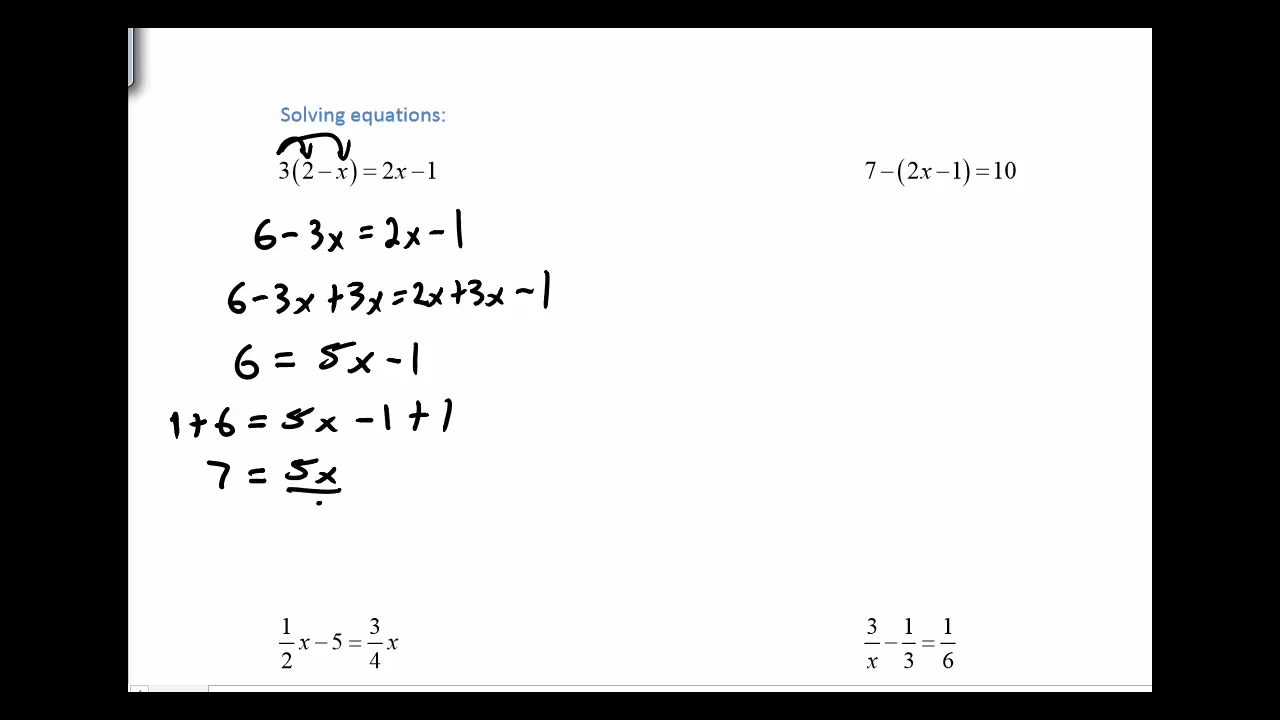 Solving equations:
3(2 − x) = 2x − 1
6 - 3x = 2x - 1
6 - 3x + 3x = 2x + 3x - 1
6 = 5x - 1
1 + 6 = 5x - 1 + 1
7 = 5x
7 − (2x − 1) = 10
1/2 x − 5 = 3/4 x
3/x − 1/3 = 1/6